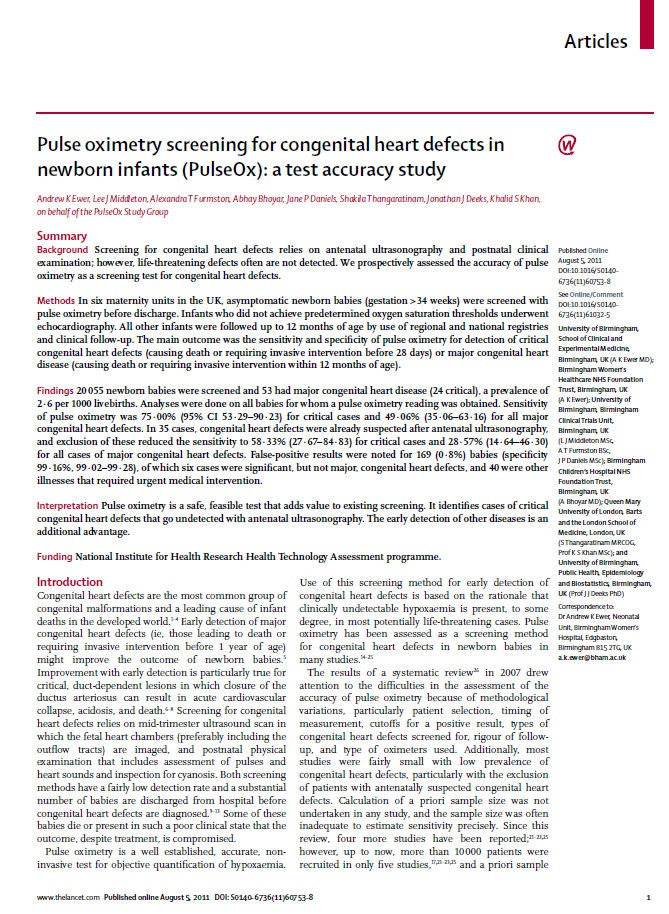 Articles
Pulse oximetry screening for congenital heart defects in
newborn infants (PulseOx): a test accuracy study
Andrew K Ewer, Lee J Middleton, Alexandra T Furmston, Abhay Bhoyar, Jane P Daniels, Shakila Thangaratinam, Jonathan J Deeks, Khalid S Khan,
on behalf of the PulseOx Study Group
Summary
Background Screening for congenital heart defects relies on antenatal ultrasonography and postnatal clinical
examination; however, life-threatening defects often are not detected. We prospectively assessed the accuracy of pulse
oximetry as a screening test for congenital heart defects.
Methods In six maternity units in the UK, asymptomatic newborn babies (gestation >34 weeks) were screened with
pulse oximetry before discharge. Infants who did not achieve predetermined oxygen saturation thresholds underwent
echocardiography. All other infants were followed up to 12 months of age by use of regional and national registries
and clinical follow-up. The main outcome was the sensitivity and specificity of pulse oximetry for detection of critical
congenital heart defects (causing death or requiring invasive intervention before 28 days) or major congenital heart
disease (causing death or requiring invasive intervention within 12 months of age).
Findings 20 055 newborn babies were screened and 53 had major congenital heart disease (24 critical), a prevalence of
2·6 per 1000 livebirths. Analyses were done on all babies for whom a pulse oximetry reading was obtained. Sensitivity
of pulse oximetry was 75·00% (95% CI 53·29–90·23) for critical cases and 49·06% (35·06–63·16) for all major
congenital heart defects. In 35 cases, congenital heart defects were already suspected after antenatal ultrasonography,
and exclusion of these reduced the sensitivity to 58·33% (27·67–84·83) for critical cases and 28·57% (14·64–46·30)
for all cases of major congenital heart defects. False-positive results were noted for 169 (0·8%) babies (specificity
99·16%, 99·02–99·28), of which six cases were significant, but not major, congenital heart defects, and 40 were other
illnesses that required urgent medical intervention.
Interpretation Pulse oximetry is a safe, feasible test that adds value to existing screening. It identifies cases of critical
congenital heart defects that go undetected with antenatal ultrasonography. The early detection of other diseases is an
additional advantage.
Funding National Institute for Health Research Health Technology Assessment programme.
Introduction
Congenital heart defects are the most common group of
congenital malformations and a leading cause of infant
deaths in the developed world.1–4 Early detection of major
congenital heart defects (ie, those leading to death or
requiring invasive intervention before 1 year of age)
might improve the outcome of newborn babies.5
Improvement with early detection is particularly true for
critical, duct-dependent lesions in which closure of the
ductus arteriosus can result in acute cardiovascular
collapse, acidosis, and death.6–8 Screening for congenital
heart defects relies on mid-trimester ultrasound scan in
which the fetal heart chambers (preferably including the
outflow tracts) are imaged, and postnatal physical
examination that includes assessment of pulses and
heart sounds and inspection for cyanosis. Both screening
methods have a fairly low detection rate and a substantial
number of babies are discharged from hospital before
congenital heart defects are diagnosed.9–13 Some of these
babies die or present in such a poor clinical state that the
outcome, despite treatment, is compromised.
Pulse oximetry is a well established, accurate, non-
invasive test for objective quantification of hypoxaemia.
Use of this screening method for early detection of
congenital heart defects is based on the rationale that
clinically undetectable hypoxaemia is present, to some
degree, in most potentially life-threatening cases. Pulse
oximetry has been assessed as a screening method
for congenital heart defects in newborn babies in
many studies.14–25
The results of a systematic review26 in 2007 drew
attention to the difficulties in the assessment of the
accuracy of pulse oximetry because of methodological
variations, particularly patient selection, timing of
measurement, cutoffs for a positive result, types of
congenital heart defects screened for, rigour of follow-
up, and type of oximeters used. Additionally, most
studies were fairly small with low prevalence of
congenital heart defects, particularly with the exclusion
of patients with antenatally suspected congenital heart
defects. Calculation of a priori sample size was not
undertaken in any study, and the sample size was often
inadequate to estimate sensitivity precisely. Since this
review, four more studies have been reported;21–23,25
however, up to now, more than 10 000 patients were
recruited in only five studies,17,21–23,25 and a priori sample
Published Online
August 5, 2011
DOI:10.1016/S0140-
6736(11)60753-8
See Online/Comment
DOI:10.1016/S0140-
6736(11)61032-5
University of Birmingham,
School of Clinical and
Experimental Medicine,
Birmingham, UK (A K Ewer MD);
Birmingham Women's
Healthcare NHS Foundation
Trust, Birmingham, UK
(A K Ewer); University of
Birmingham, Birmingham
Clinical Trials Unit,
Birmingham, UK
(L J Middleton MSc,
A T Furmston BSc,
J P Daniels MSc); Birmingham
Children's Hospital NHS
Foundation Trust,
Birmingham, UK
(A Bhoyar MD); Queen Mary
University of London, Barts
and the London School of
Medicine, London, UK
(S Thangaratinam MRCOG,
Prof K S Khan MSc); and
University of Birmingham,
Public Health, Epidemiology
and Biostatistics, Birmingham,
UK (Prof J J Deeks PhD)
Correspondence to:
Dr Andrew K Ewer, Neonatal
Unit, Birmingham Women's
Hospital, Edgbaston,
Birmingham B15 2TG, UK
a.k.ewer@bham.ac.uk
www.thelancet.com Published online August 5, 2011 DOI: S0140-6736(11)60753-8
1